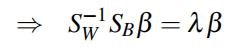 ⇒ S_W^{-1} S_B β = λ β